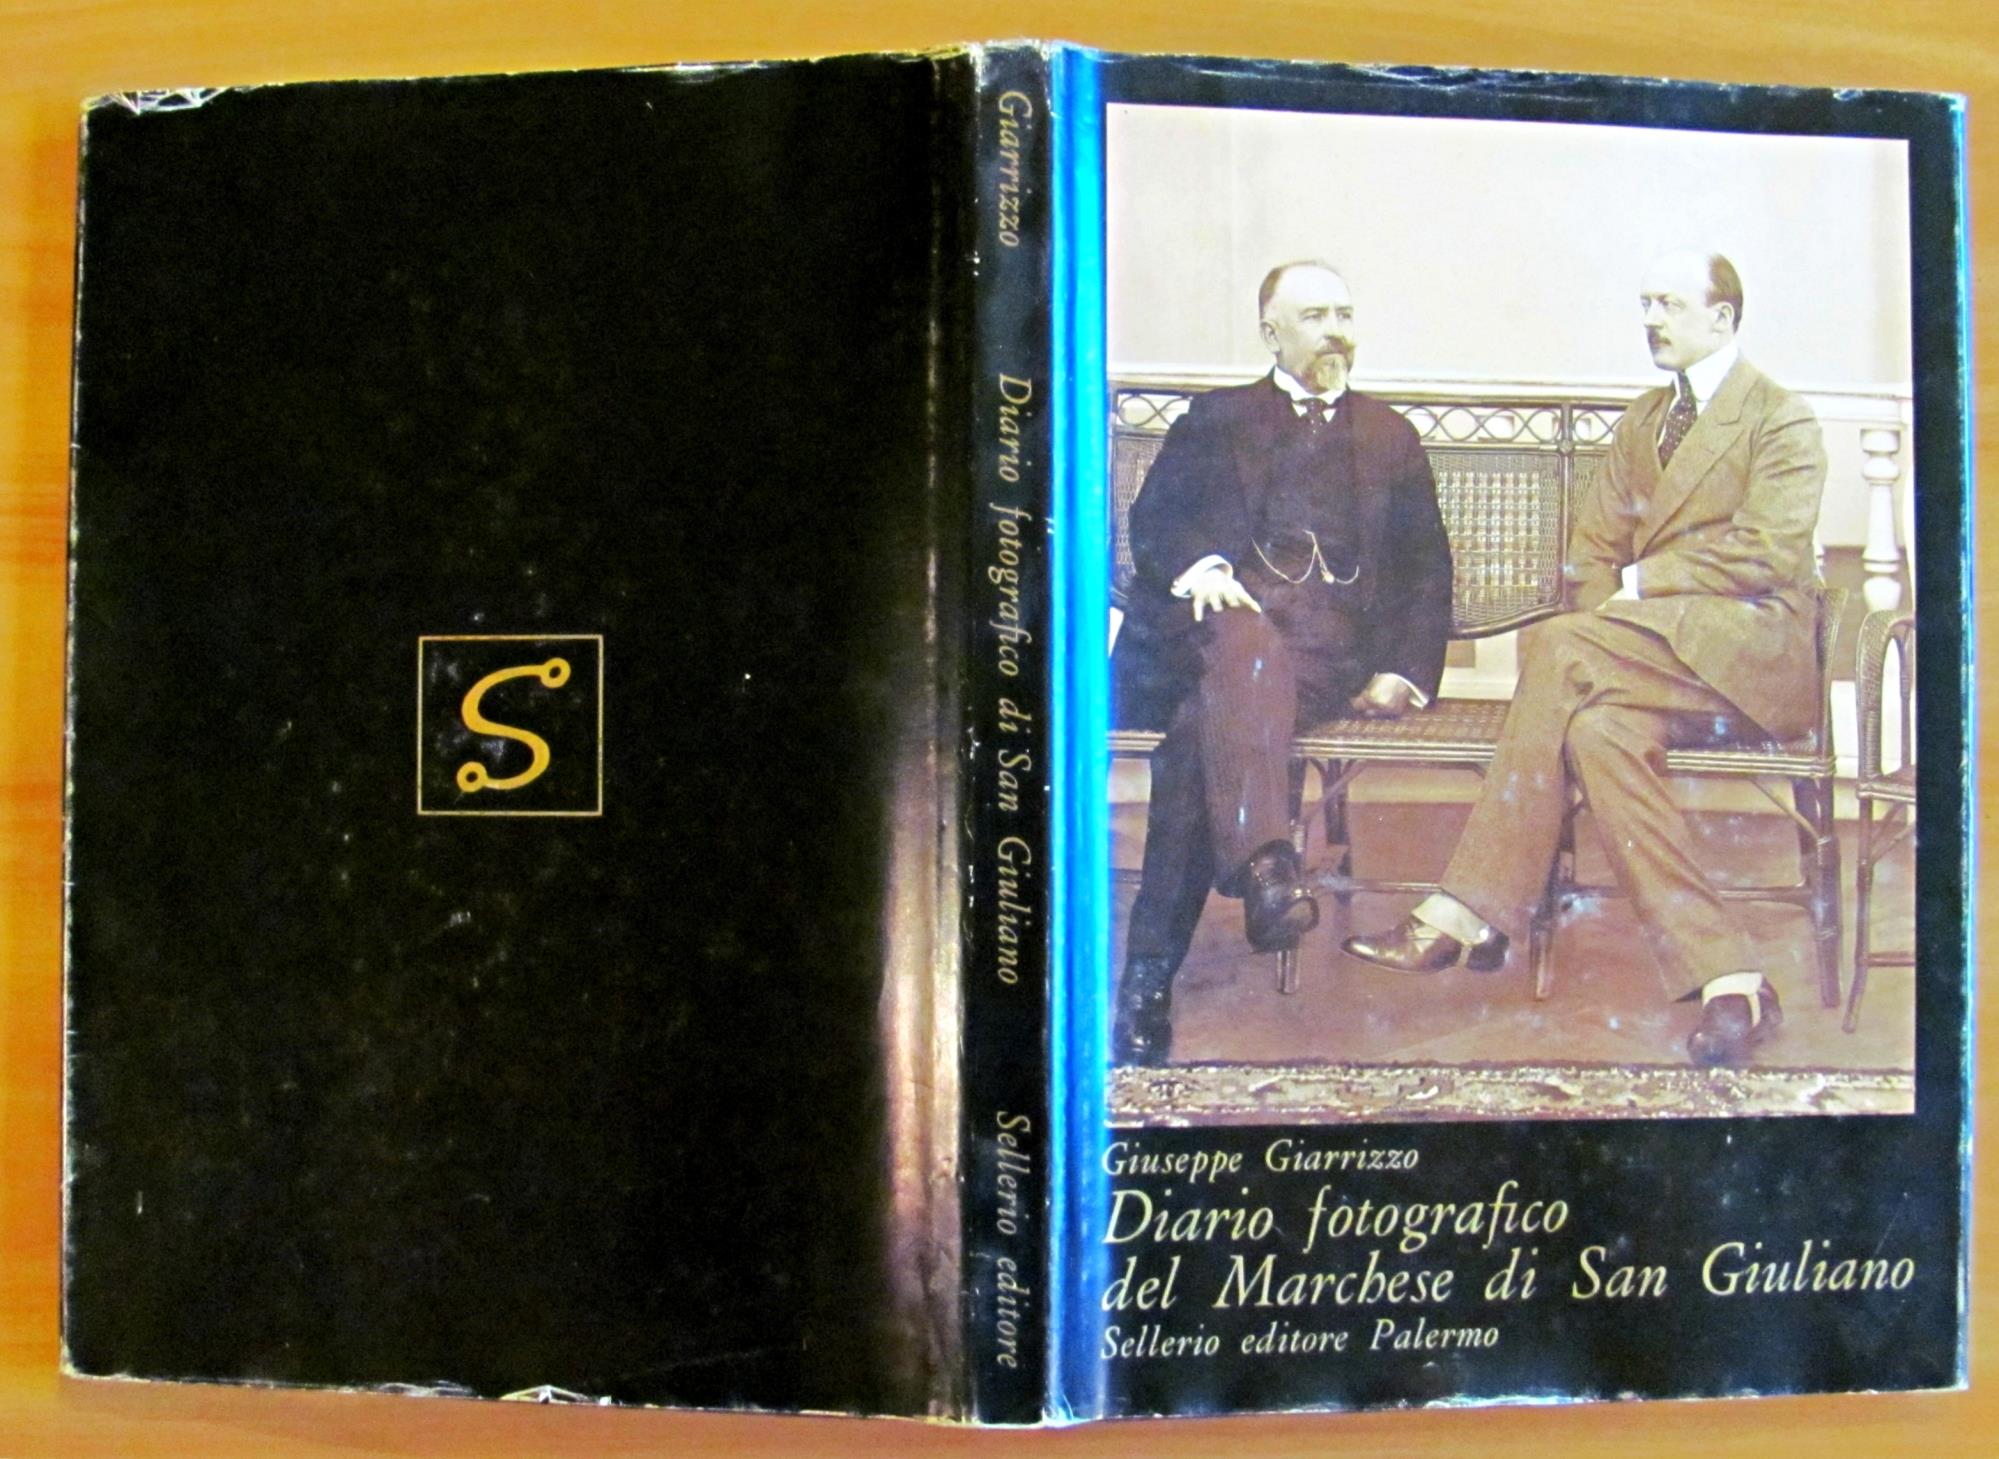 S
Giarrizzo Diario fotografico di San Giuliano Sellerio editore
Giuseppe Giarrizzo
Diario fotografico
del Marchese di San Giuliano
Sellerio editore Palermo